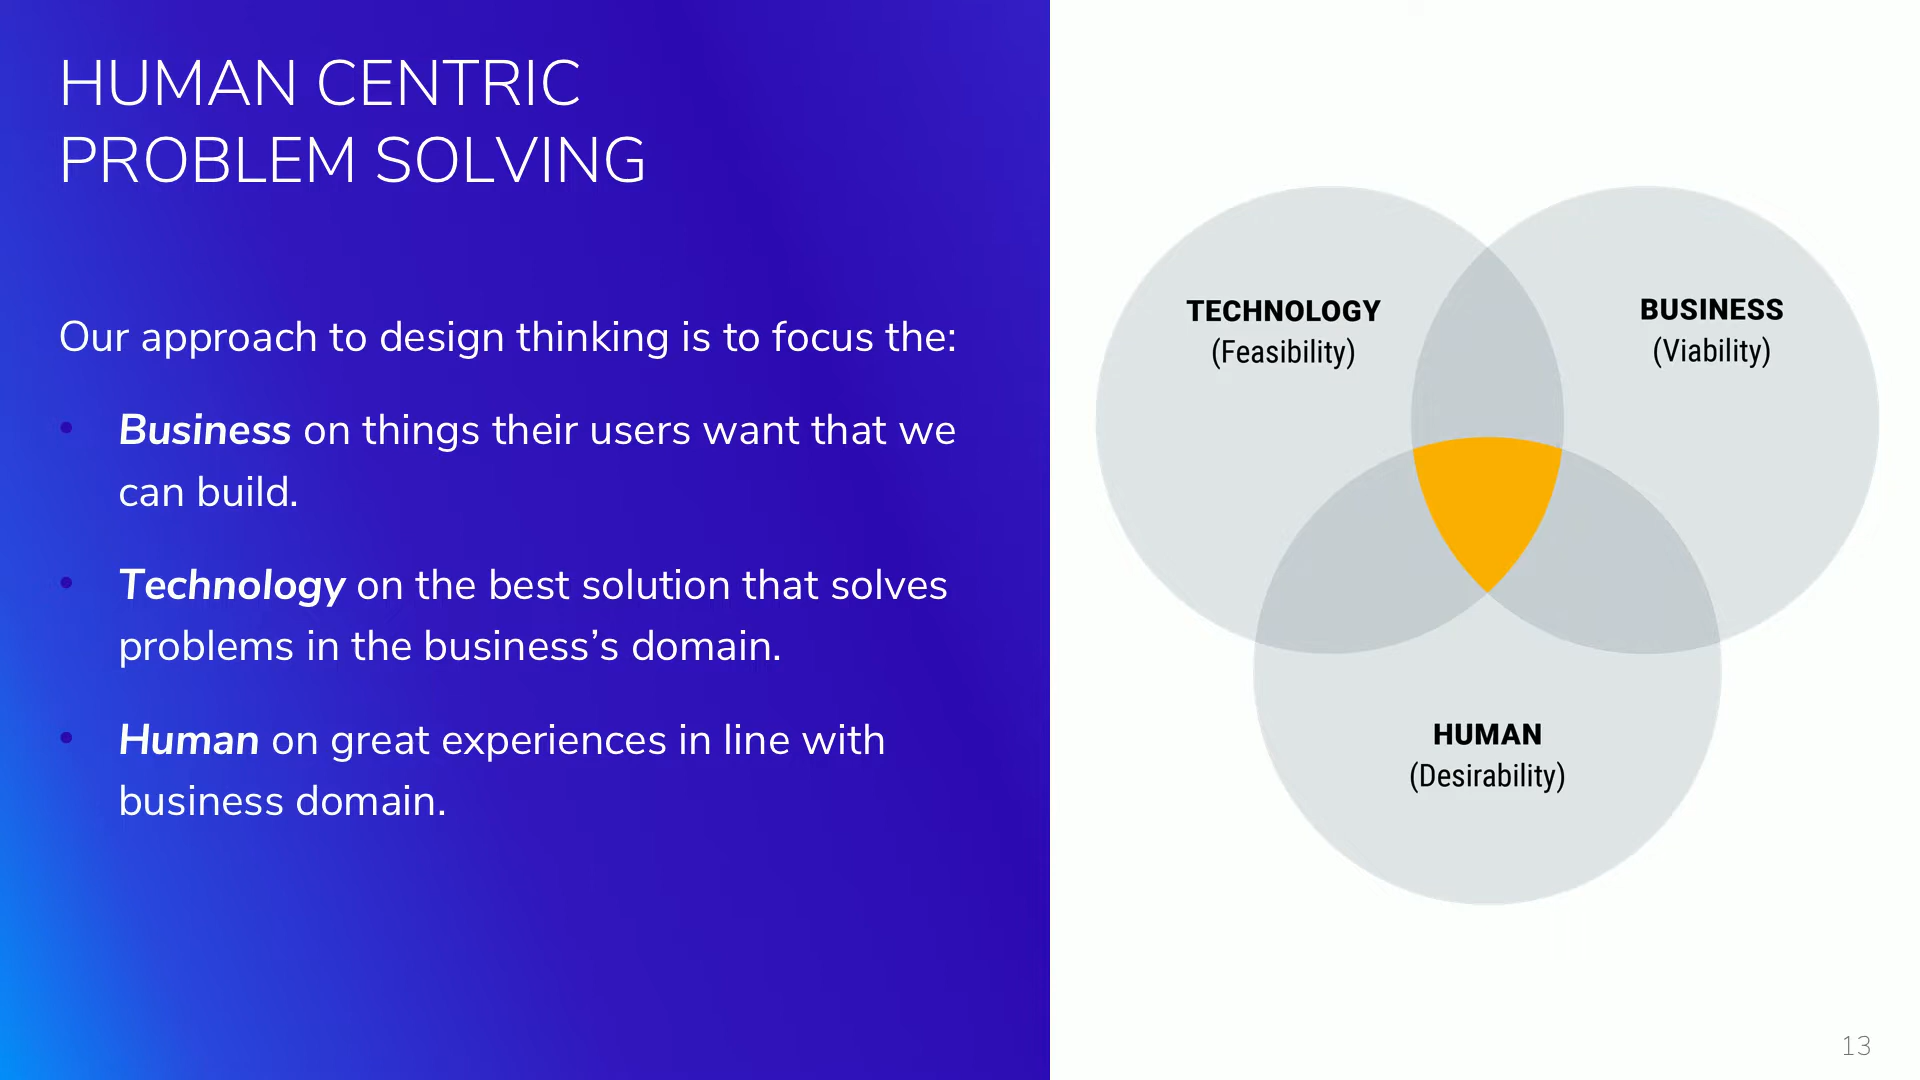 HUMAN CENTRIC
PROBLEM SOLVING
Our approach to design thinking is to focus the:
• Business on things their users want that we
can build.
• Technology on the best solution that solves
problems in the business’s domain.
• Human on great experiences in line with
business domain.
TECHNOLOGY
(Feasibility)
BUSINESS
(Viability)
HUMAN
(Desirability)
13